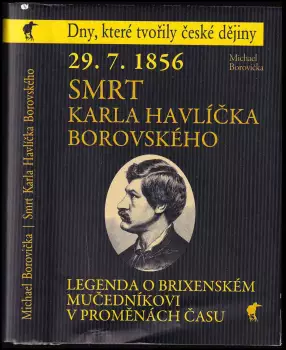 Dny, které tvořily české dějiny
Michael
Borovička
29. 7. 1856
SMRT
KARLA HAVLÍČKA
BOROVSKÉHO
LEGENDA O BRIXENSKÉM
MUČEDNÍKOVI
V PROMĚNÁCH ČASU
Michael Borovička | Smrt Karla Havlíčka Borovského